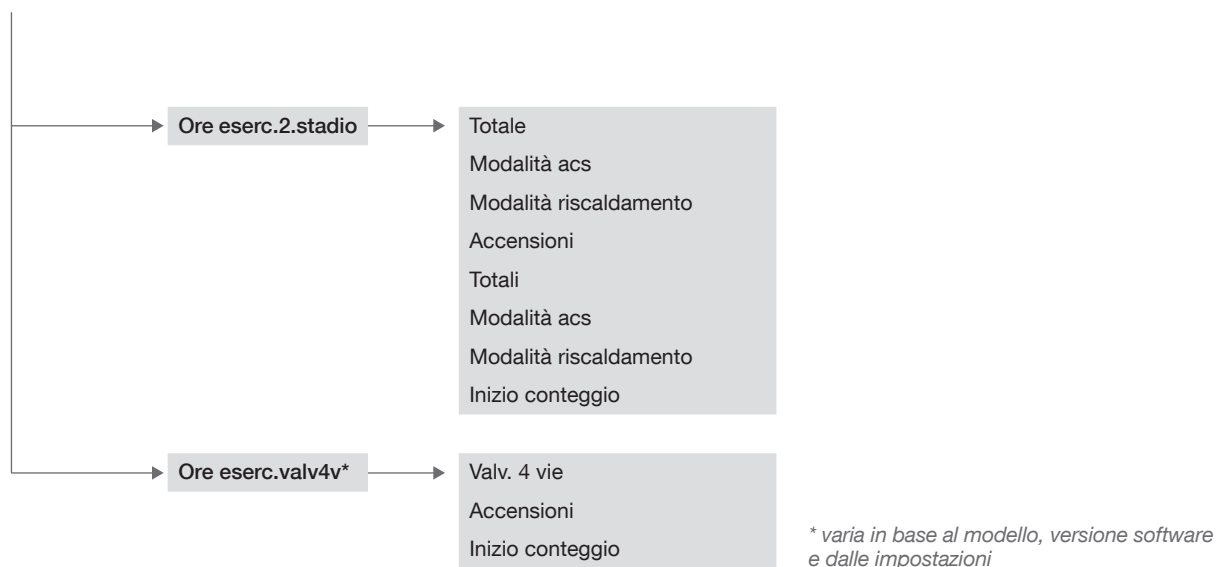 Ore eserc.2.stadio
Totale
Modalità acs
Modalità riscaldamento
Accensioni
Totali
Modalità acs
Modalità riscaldamento
Inizio conteggio
Ore eserc.valv4v*
Valv. 4 vie
Accensioni
Inizio conteggio
* varia in base al modello, versione software
e dalle impostazioni